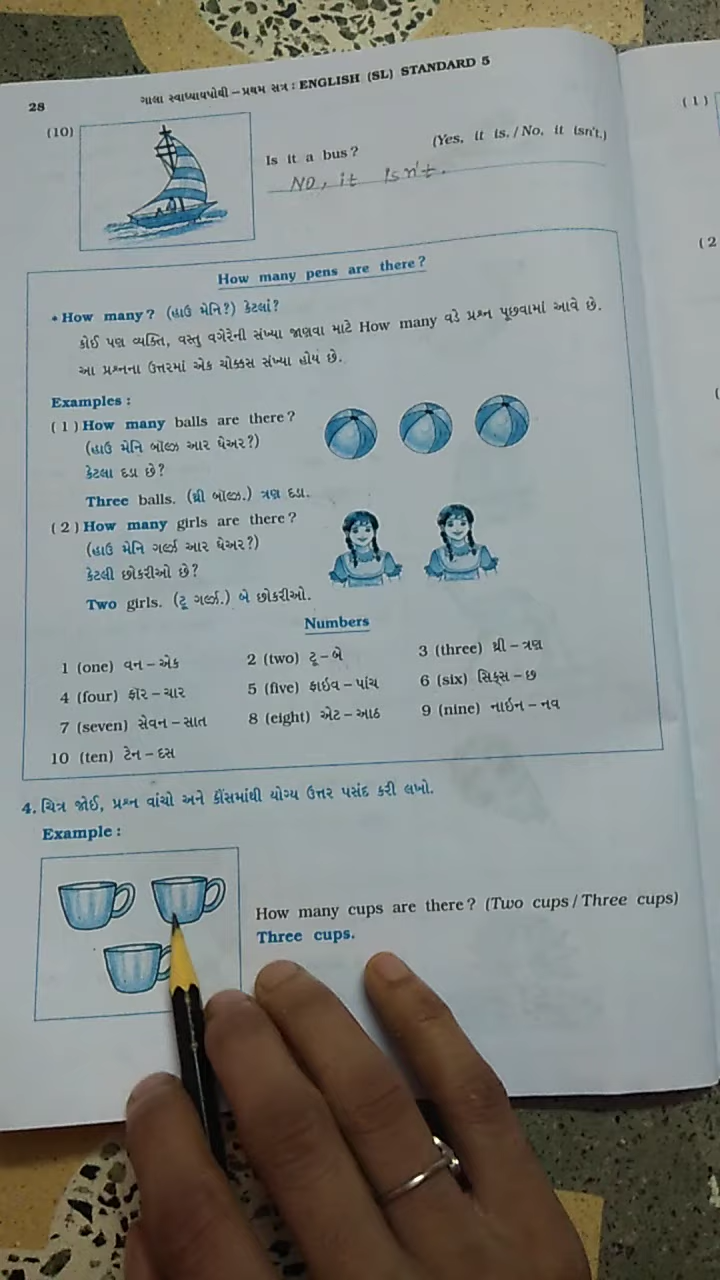 28 ગાલા સ્વાધ્યાયપોથી – પ્રથમ સત્ર : ENGLISH (SL) STANDARD 5
(10)
Is it a bus? (Yes, it is. / No, it isn't.)
NO, it Isn't.
How many pens are there?
• How many? (હાઉ મેનિ?) કેટલાં?
કોઈ પણ વ્યક્તિ, વસ્તુ વગેરેની સંખ્યા જાણવા માટે How many વડે પ્રશ્ન પૂછવામાં આવે છે.
આ પ્રશ્નના ઉત્તરમાં એક ચોક્કસ સંખ્યા હોય છે.
Examples :
(1) How many balls are there?
(હાઉ મેનિ બૉલ્ઝ આર ધેઅર?)
કેટલા દડા છે?
Three balls. (થ્રી બૉલ્ઝ.) ત્રણ દડા.
(2) How many girls are there?
(હાઉ મેનિ ગર્લ્ઝ આર ધેઅર?)
કેટલી છોકરીઓ છે?
Two girls. (ટૂ ગર્લ્ઝ.) બે છોકરીઓ.
Numbers
1 (one) વન – એક 2 (two) ટૂ – બે 3 (three) થ્રી – ત્રણ
4 (four) ફૉર – ચાર 5 (five) ફાઇવ – પાંચ 6 (six) સિક્સ – છ
7 (seven) સેવન – સાત 8 (eight) એટ – આઠ 9 (nine) નાઇન – નવ
10 (ten) ટેન – દસ
4. ચિત્ર જોઈ, પ્રશ્ન વાંચો અને કૌંસમાંથી યોગ્ય ઉત્તર પસંદ કરી લખો.
Example :
How many cups are there? (Two cups / Three cups)
Three cups.
(1)
(2